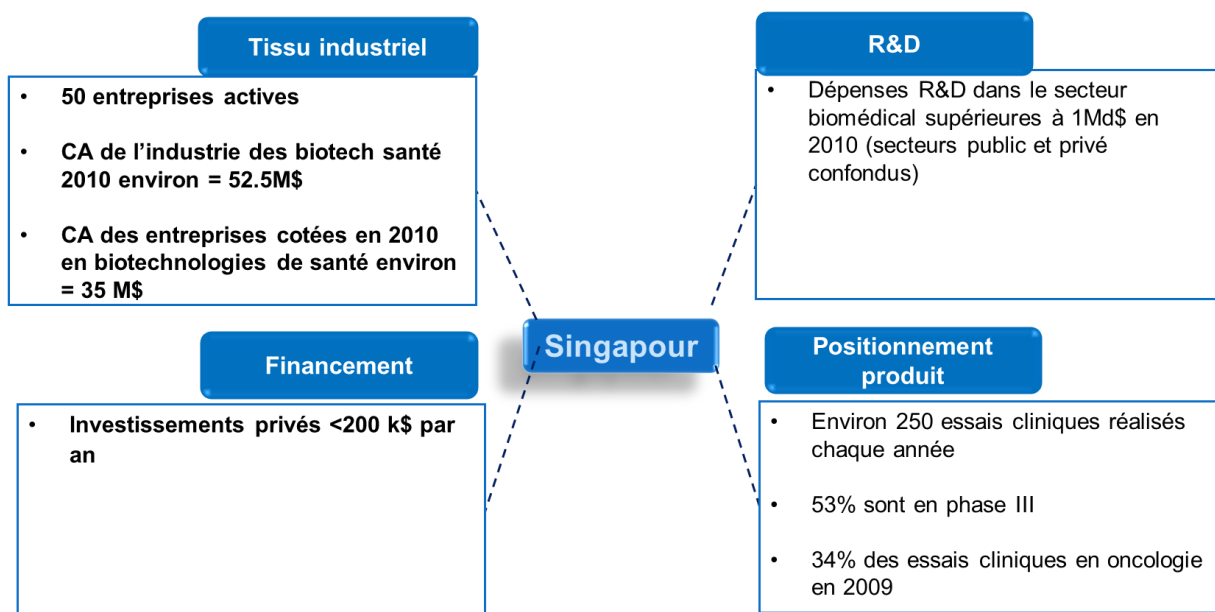 Tissu industriel
• 50 entreprises actives
• CA de l'industrie des biotech santé
2010 environ = 52.5M$
• CA des entreprises cotées en 2010
en biotechnologies de santé environ
= 35 M$
R&D
• Dépenses R&D dans le secteur
biomédical supérieures à 1Md$ en
2010 (secteurs public et privé
confondus)
Singapour
Financement
• Investissements privés <200 k$ par
an
Positionnement
produit
• Environ 250 essais cliniques réalisés
chaque année
• 53% sont en phase III
• 34% des essais cliniques en oncologie
en 2009